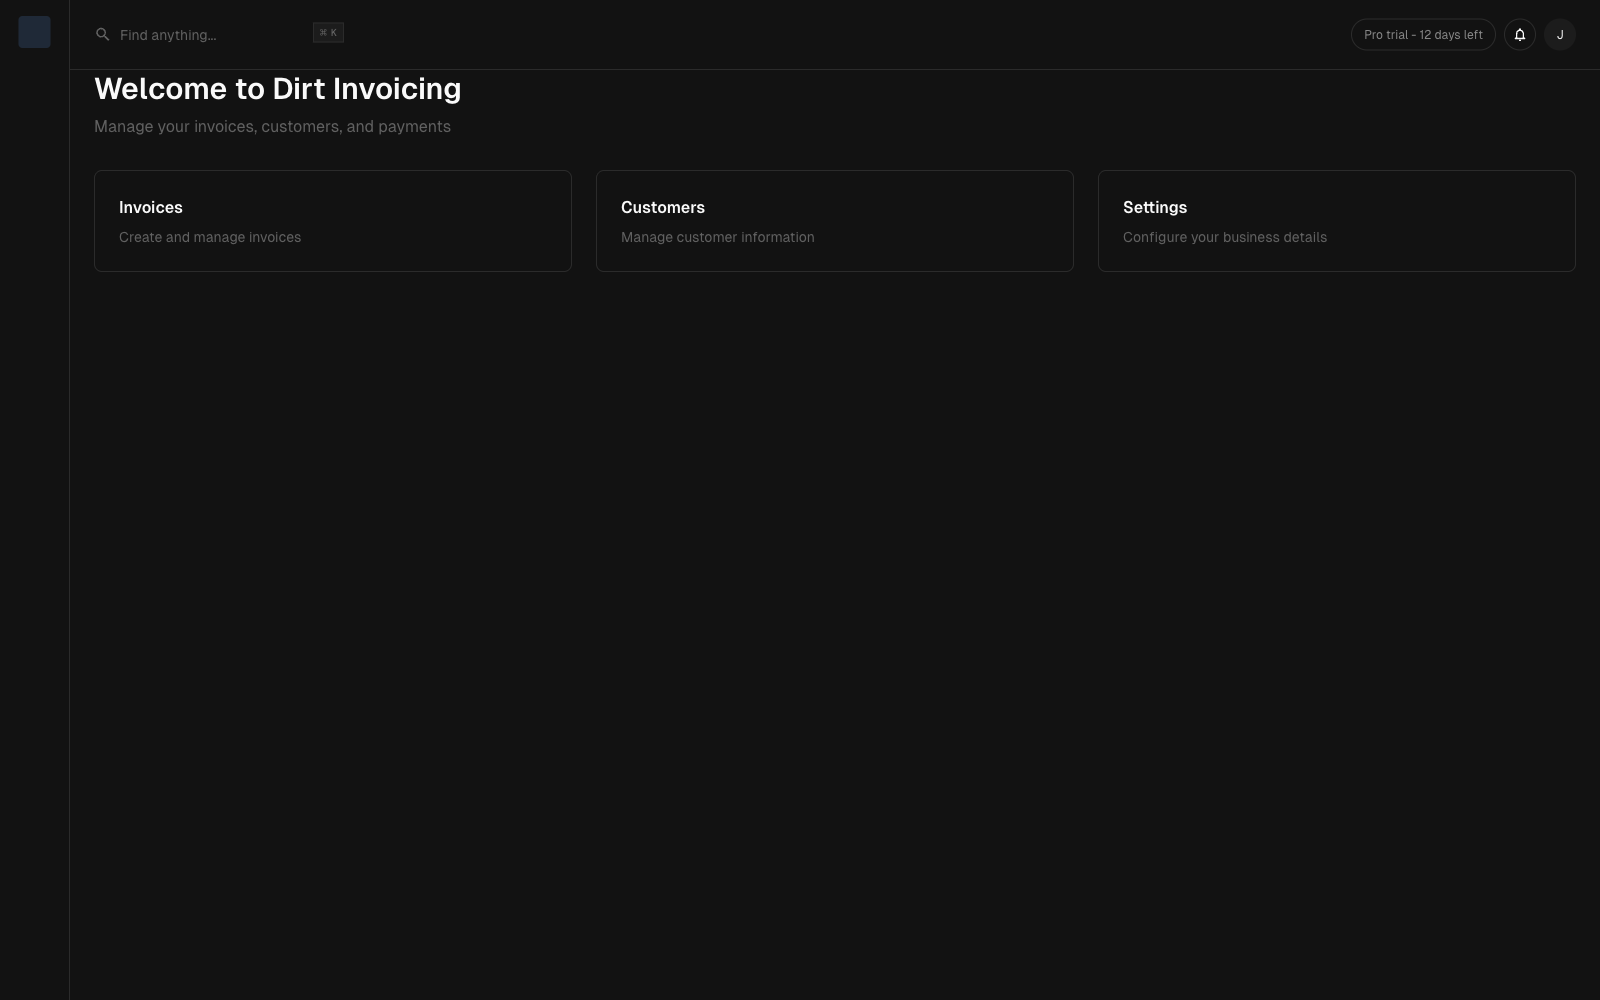 Find anything...
⌘ K
Pro trial - 12 days left
J
Welcome to Dirt Invoicing
Manage your invoices, customers, and payments
Invoices
Create and manage invoices
Customers
Manage customer information
Settings
Configure your business details